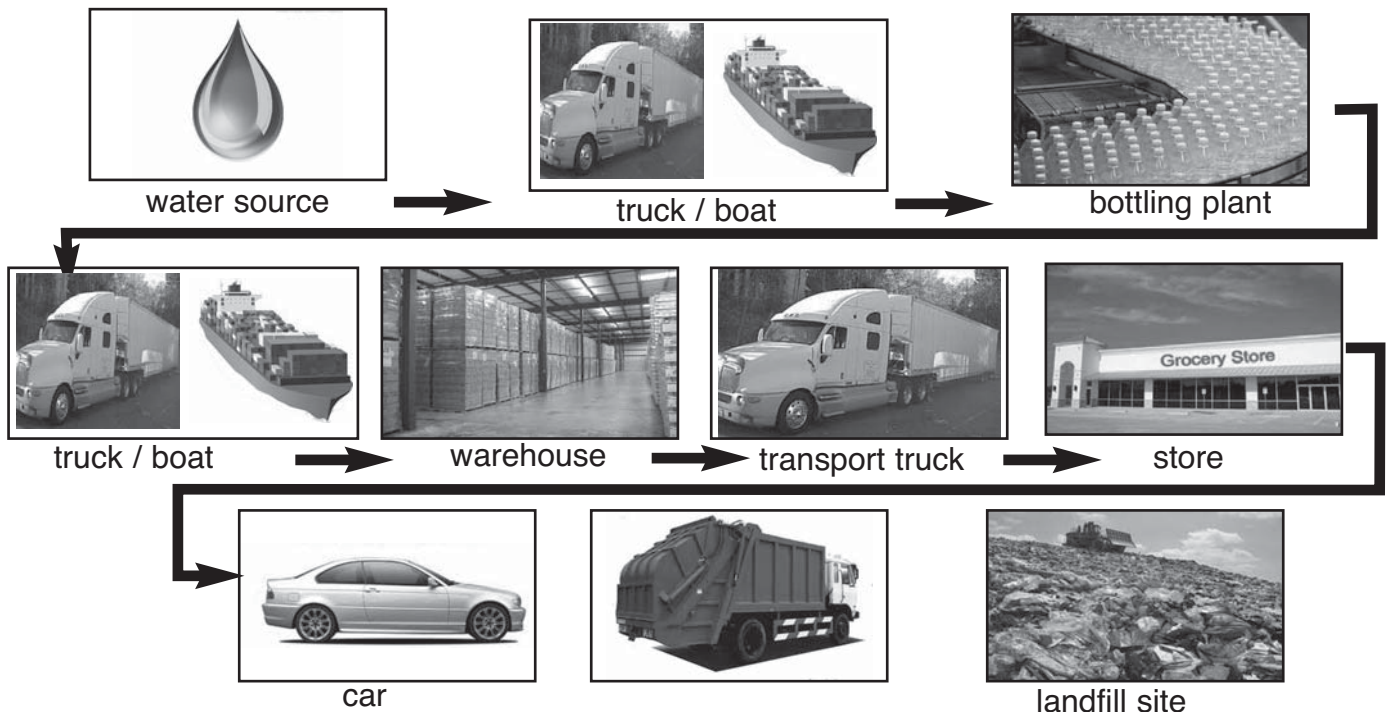 water source
truck / boat
bottling plant
Grocery Store
truck / boat
warehouse
transport truck
store
car
landfill site